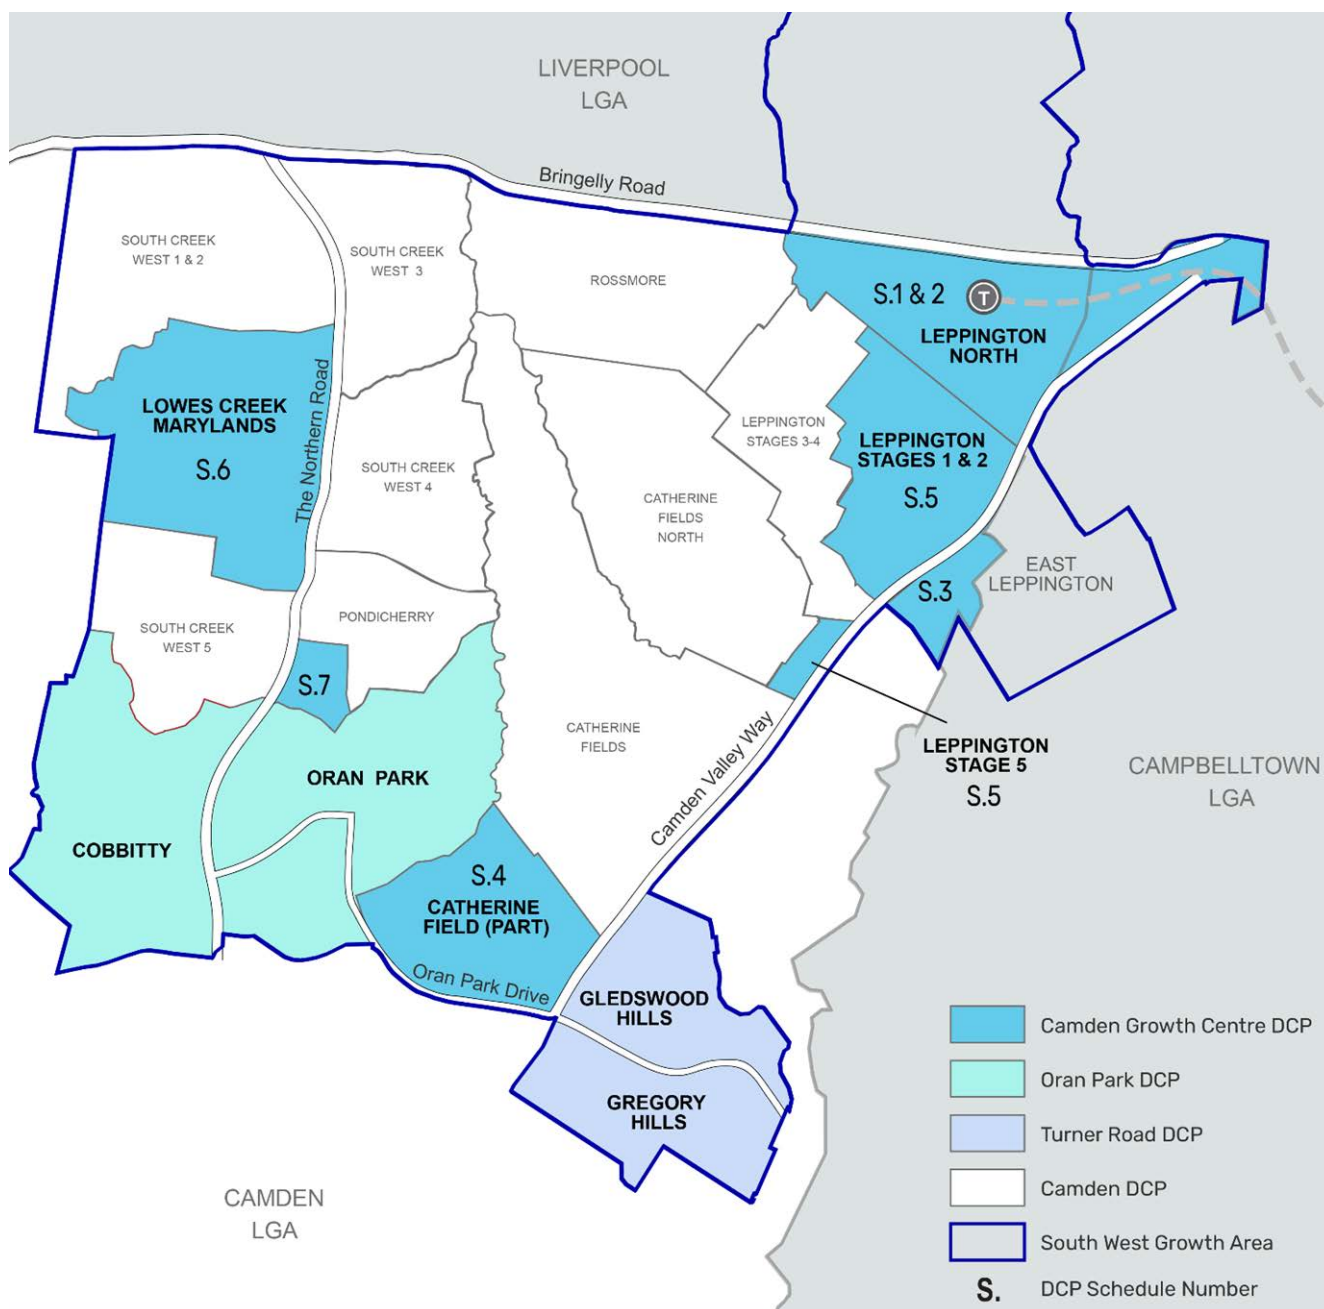 LIVERPOOL
LGA
Bringelly Road
SOUTH CREEK
WEST 1 & 2
SOUTH CREEK
WEST 3
ROSSMORE
S.1 & 2
T
LEPPINGTON
NORTH
LOWES CREEK
MARYLANDS
S.6
The Northern Road
LEPPINGTON
STAGES 3-4
LEPPINGTON
STAGES 1 & 2
S.5
SOUTH CREEK
WEST 4
CATHERINE
FIELDS
NORTH
EAST
LEPPINGTON
S.3
SOUTH CREEK
WEST 5
PONDICHERRY
S.7
CATHERINE
FIELDS
Camden Valley Way
LEPPINGTON
STAGE 5
S.5
CAMPBELLTOWN
LGA
ORAN PARK
COBBITTY
S.4
CATHERINE
FIELD (PART)
Oran Park Drive
GLEDSWOOD
HILLS
GREGORY
HILLS
CAMDEN
LGA
Camden Growth Centre DCP
Oran Park DCP
Turner Road DCP
Camden DCP
South West Growth Area
S. DCP Schedule Number